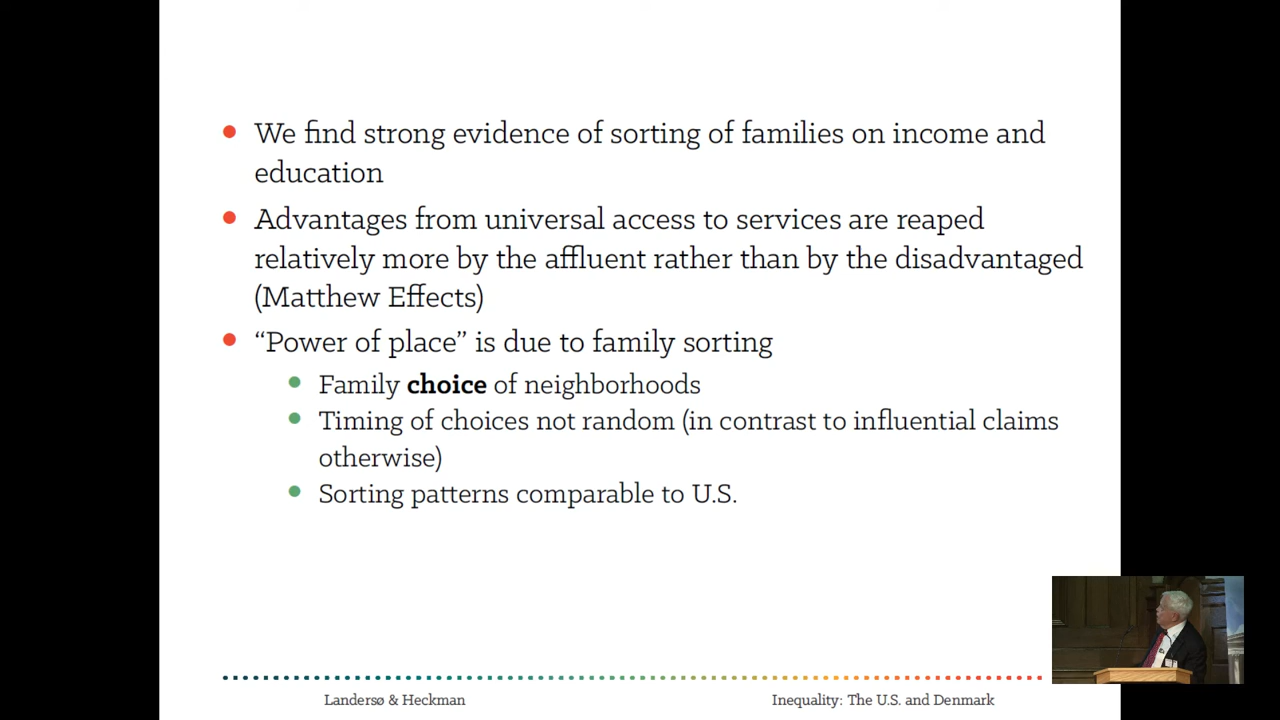 We find strong evidence of sorting of families on income and
education
Advantages from universal access to services are reaped
relatively more by the affluent rather than by the disadvantaged
(Matthew Effects)
“Power of place” is due to family sorting
Family choice of neighborhoods
Timing of choices not random (in contrast to influential claims
otherwise)
Sorting patterns comparable to U.S.
Landersø & Heckman
Inequality: The U.S. and Denmark